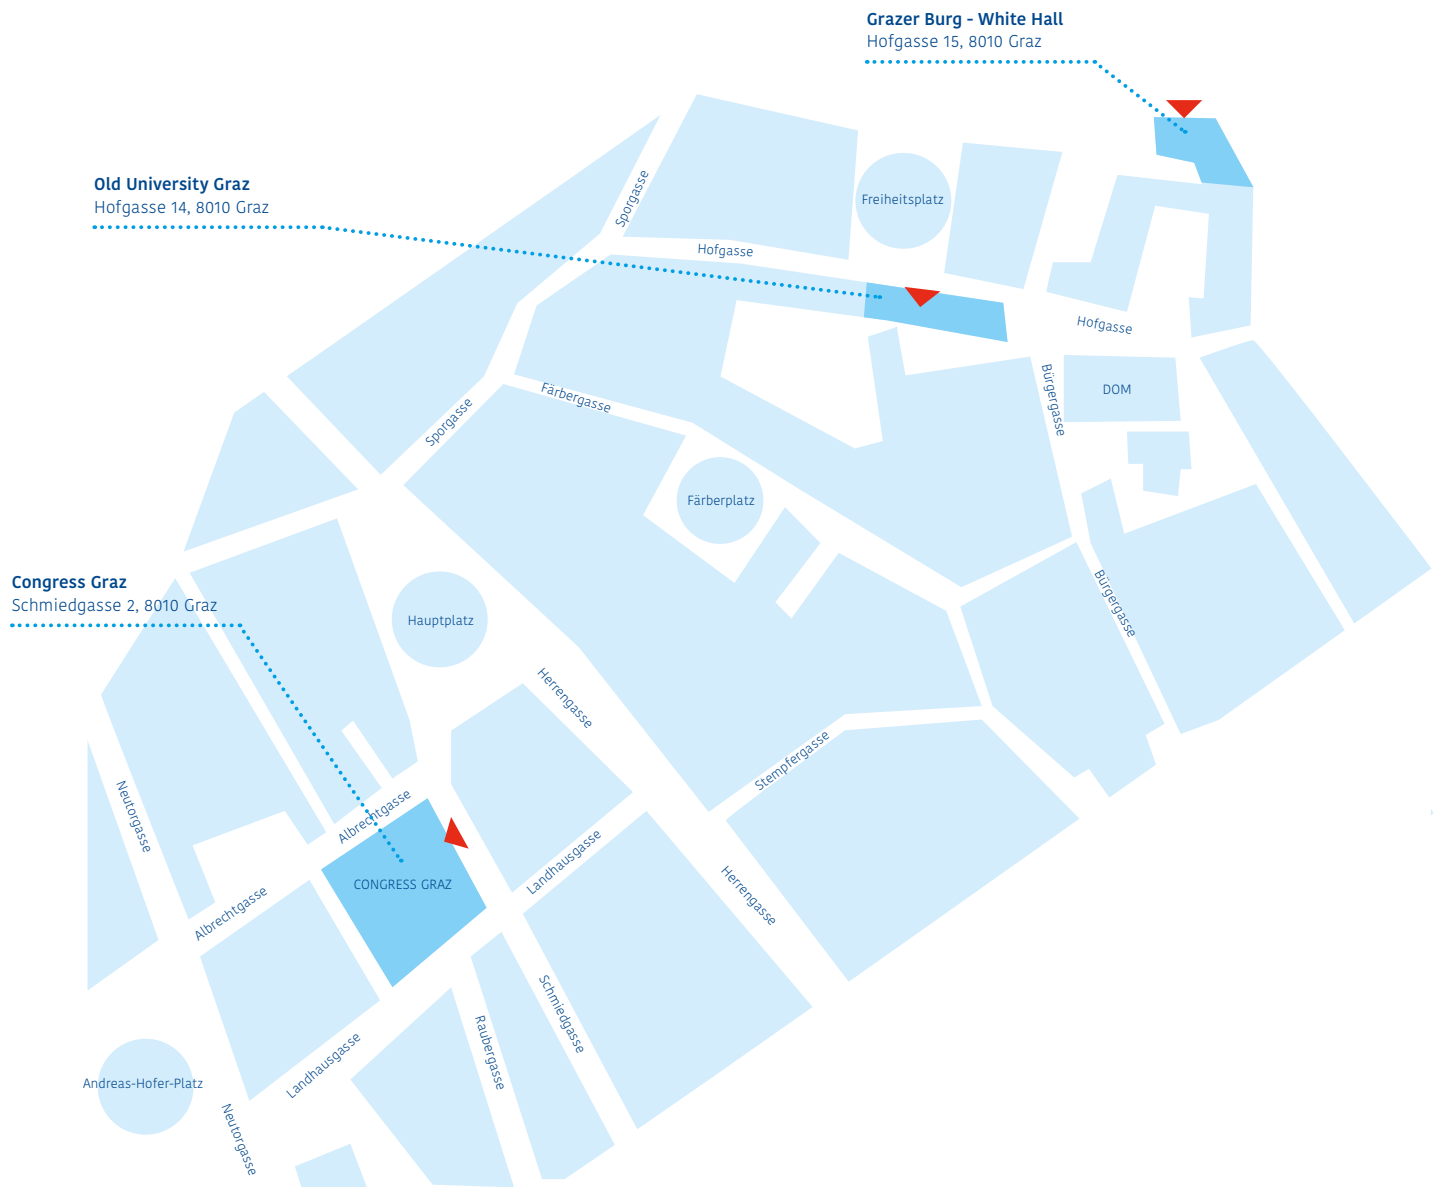 Grazer Burg - White Hall
Hofgasse 15, 8010 Graz
Old University Graz
Hofgasse 14, 8010 Graz
Sporgasse
Freiheitsplatz
Hofgasse
Hofgasse
Bürgergasse
DOM
Färbergasse
Sporgasse
Färberplatz
Congress Graz
Schmiedgasse 2, 8010 Graz
Hauptplatz
Bürgergasse
Herrengasse
Stempfergasse
Neutorgasse
Albrechtgasse
Landhausgasse
CONGRESS GRAZ
Herrengasse
Albrechtgasse
Schmiedgasse
Raubergasse
Landhausgasse
Andreas-Hofer-Platz
Neutorgasse